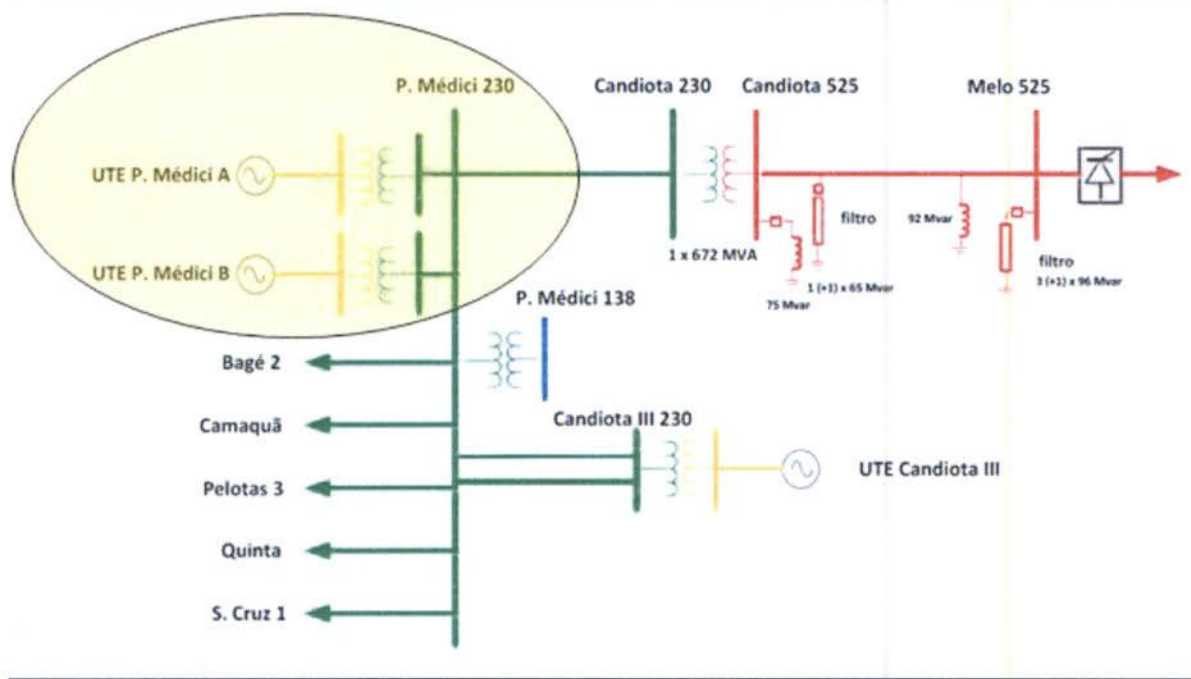 P. Médici 230
Candiota 230
Candiota 525
Melo 525
UTE P. Médici A
filtro
92 Mvar
1 x 672 MVA
filtro
UTE P. Médici B
1 (+1) x 65 Mvar
3 (+1) x 96 Mvar
75 Mvar
P. Médici 138
Bagé 2
Camaquã
Candiota III 230
UTE Candiota III
Pelotas 3
Quinta
S. Cruz 1